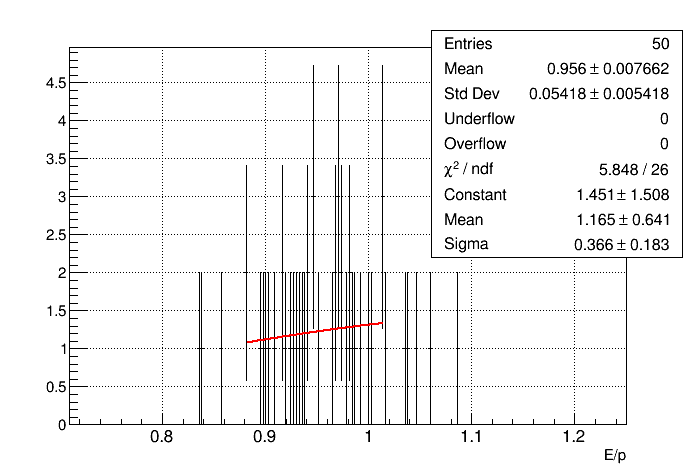 Entries 50
Mean 0.956 ± 0.007662
Std Dev 0.05418 ± 0.005418
Underflow 0
Overflow 0
χ² / ndf 5.848 / 26
Constant 1.451 ± 1.508
Mean 1.165 ± 0.641
Sigma 0.366 ± 0.183
4.5
4
3.5
3
2.5
2
1.5
1
0.5
0
0.8 0.9 1 1.1 1.2
E/p